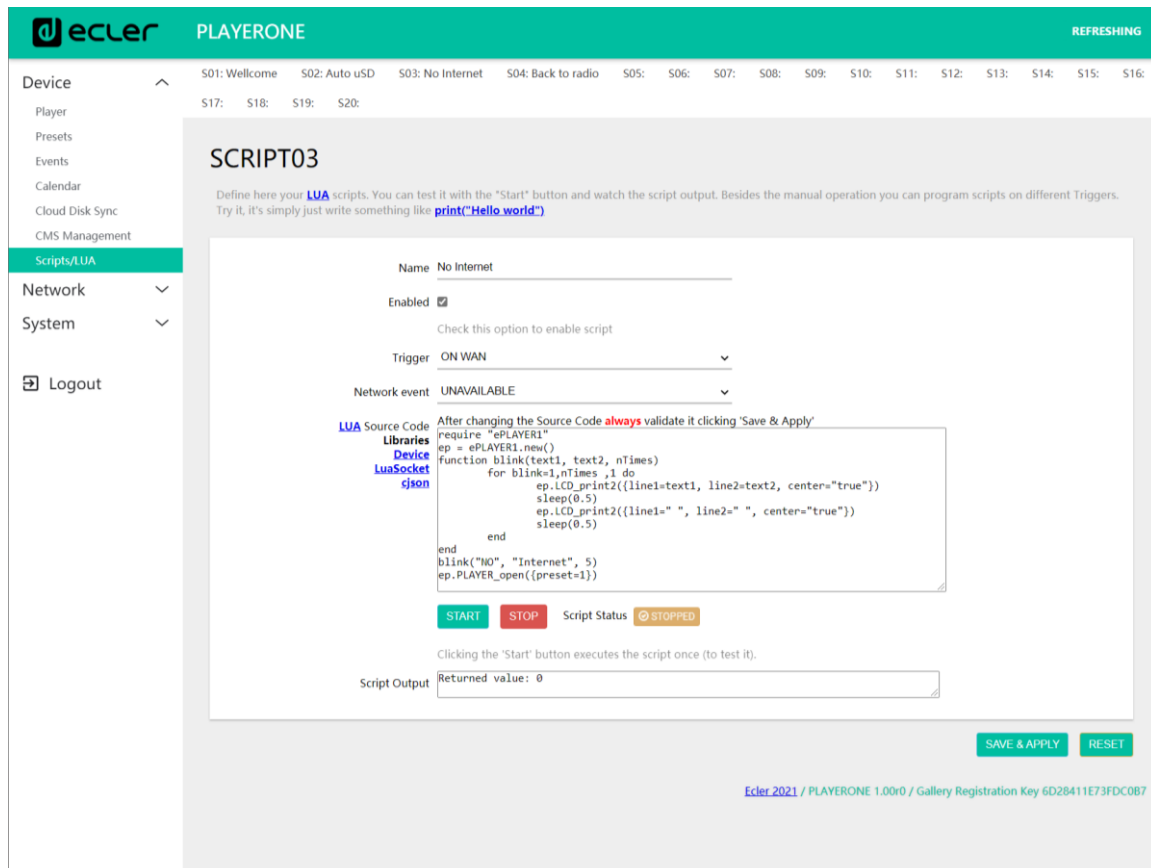 ecler PLAYERONE REFRESHING
Device
Player
Presets
Events
Calendar
Cloud Disk Sync
CMS Management
Scripts/LUA
Network
System
Logout
S01: Wellcome S02: Auto uSD S03: No Internet S04: Back to radio S05: S06: S07: S08: S09: S10: S11: S12: S13: S14: S15: S16:
S17: S18: S19: S20:
SCRIPT03
Define here your LUA scripts. You can test it with the "Start" button and watch the script output. Besides the manual operation you can program scripts on different Triggers.
Try it, it's simply just write something like print("Hello world")
Name No Internet
Enabled
Check this option to enable script
Trigger ON WAN
Network event UNAVAILABLE
LUA Source Code
Libraries
Device
LuaSocket
cjson
After changing the Source Code always validate it clicking 'Save & Apply'
require "ePLAYER1"
ep = ePLAYER1.new()
function blink(text1, text2, nTimes)
for blink=1,nTimes ,1 do
ep.LCD_print2({line1=text1, line2=text2, center="true"})
sleep(0.5)
ep.LCD_print2({line1=" ", line2=" ", center="true"})
sleep(0.5)
end
end
blink("NO", "Internet", 5)
ep.PLAYER_open({preset=1})
START STOP Script Status STOPPED
Clicking the 'Start' button executes the script once (to test it).
Script Output Returned value: 0
SAVE & APPLY RESET
Ecler 2021 / PLAYERONE 1.00r0 / Gallery Registration Key 6D28411E73FDC0B7